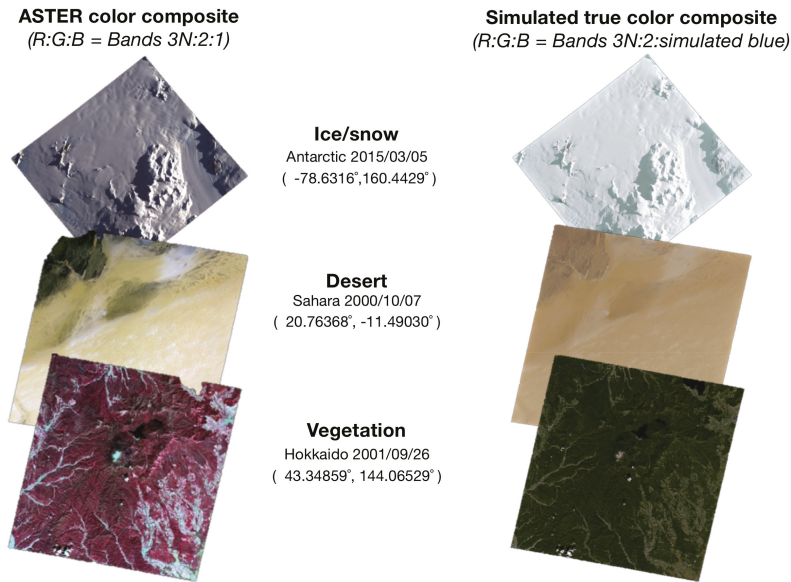 ASTER color composite
(R:G:B = Bands 3N:2:1)
Simulated true color composite
(R:G:B = Bands 3N:2:simulated blue)
Ice/snow
Antarctic 2015/03/05
( -78.6316°,160.4429° )
Desert
Sahara 2000/10/07
( 20.76368°, -11.49030° )
Vegetation
Hokkaido 2001/09/26
( 43.34859°, 144.06529° )